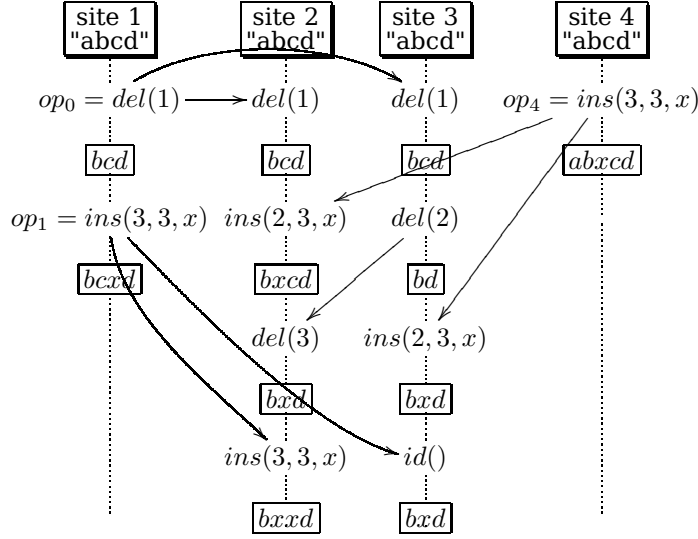 site 1 site 2 site 3 site 4
"abcd" "abcd" "abcd" "abcd"
op₀ = del(1) del(1) del(1) op₄ = ins(3, 3, x)
bcd bcd bcd abxcd
op₁ = ins(3, 3, x) ins(2, 3, x) del(2)
bcxd bxcd bd
del(3) ins(2, 3, x)
bxd bxd
ins(3, 3, x) id()
bxxd bxd